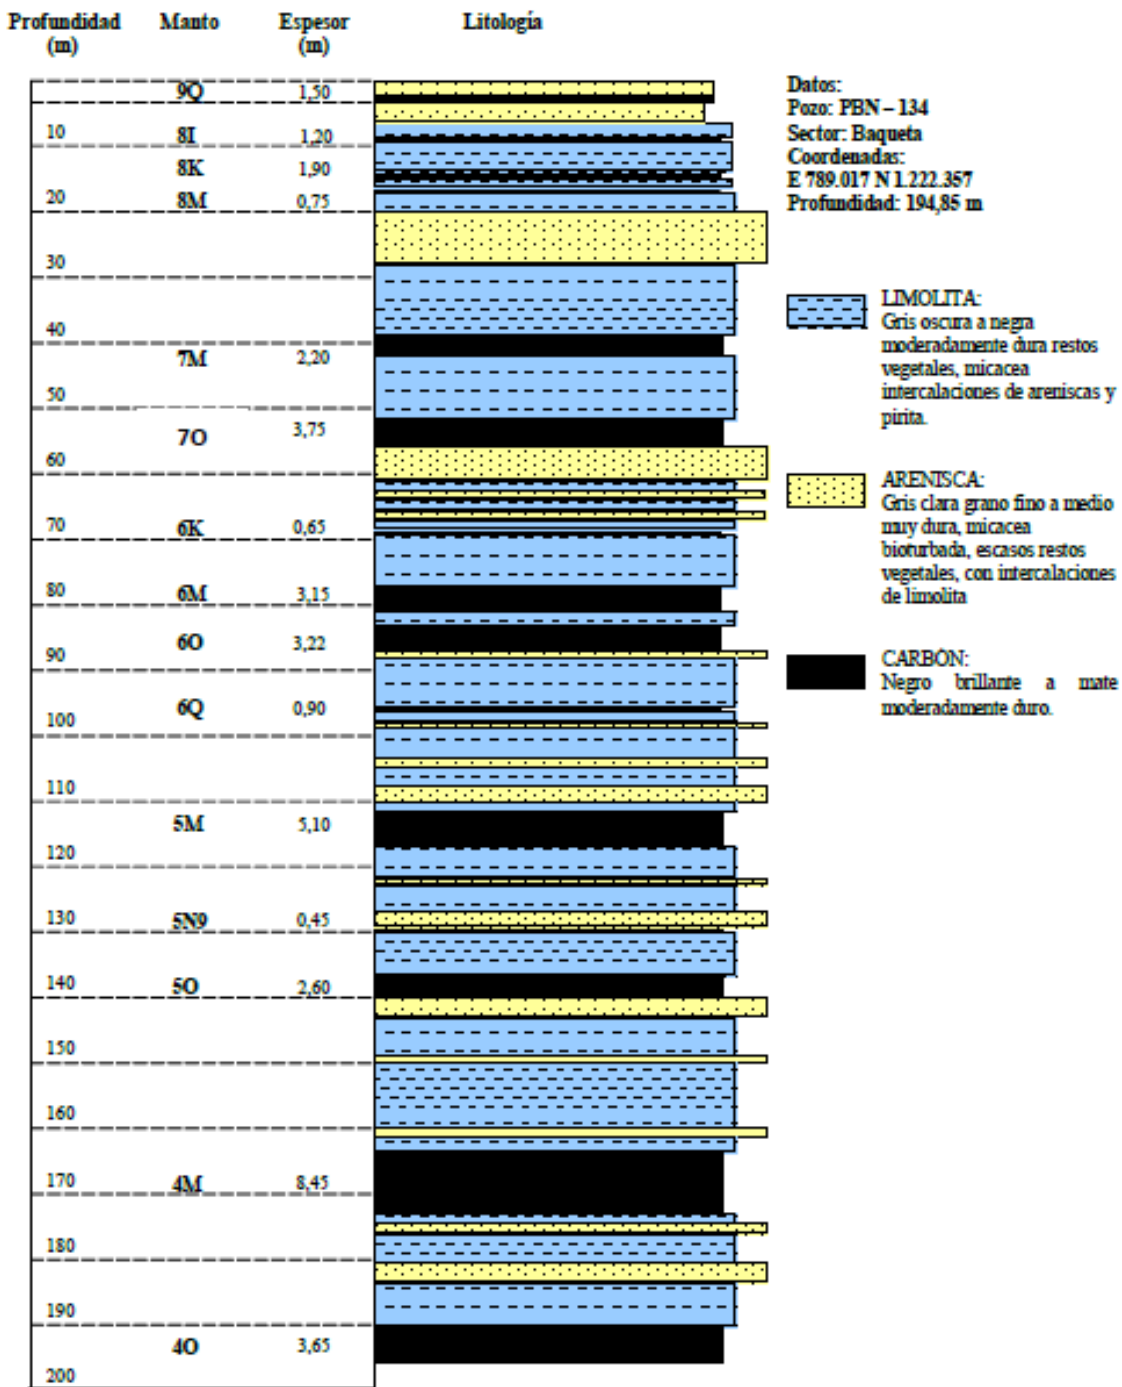 Profundidad Manto Espesor Litología
(m) (m)
9Q 1,50
10 8I 1,20
8K 1,90
20 8M 0,75
30
40
7M 2,20
50
7O 3,75
60
70 6K 0,65
80 6M 3,15
6O 3,22
90
100 6Q 0,90
110
5M 5,10
120
130 5N9 0,45
140 5O 2,60
150
160
170 4M 8,45
180
190
4O 3,65
200
Datos:
Pozo: PBN – 134
Sector: Baqueta
Coordenadas:
E 789.017 N 1.222.357
Profundidad: 194,85 m
LIMOLITA:
Gris oscura a negra
moderadamente dura restos
vegetales, micacea
intercalaciones de areniscas y
pirita.
ARENISCA:
Gris clara grano fino a medio
muy dura, micacea
bioturbada, escasos restos
vegetales, con intercalaciones
de limolita
CARBÓN:
Negro brillante a mate
moderadamente duro.